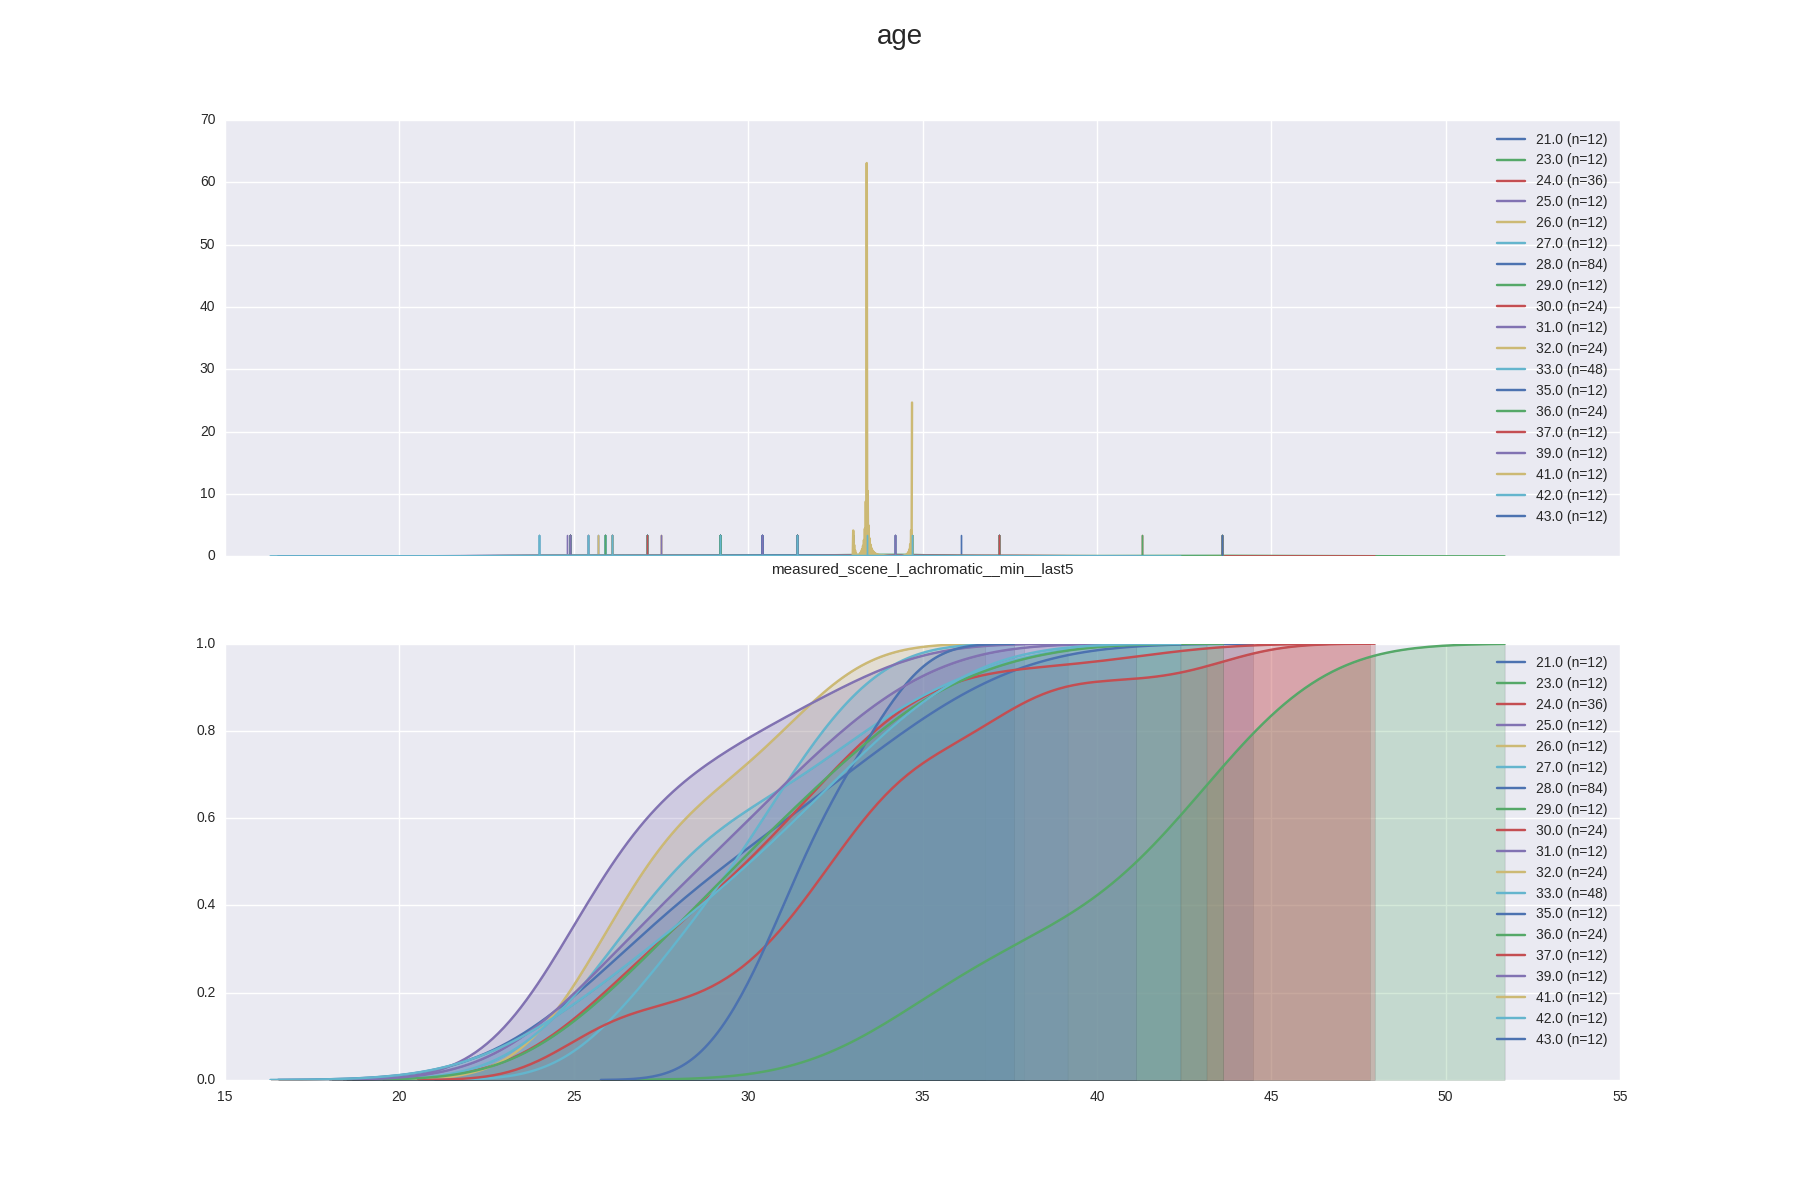 age
70
60
50
40
30
20
10
0
21.0 (n=12)
23.0 (n=12)
24.0 (n=36)
25.0 (n=12)
26.0 (n=12)
27.0 (n=12)
28.0 (n=84)
29.0 (n=12)
30.0 (n=24)
31.0 (n=12)
32.0 (n=24)
33.0 (n=48)
35.0 (n=12)
36.0 (n=24)
37.0 (n=12)
39.0 (n=12)
41.0 (n=12)
42.0 (n=12)
43.0 (n=12)
measured_scene_l_achromatic__min__last5
1.0
0.8
0.6
0.4
0.2
0.0
21.0 (n=12)
23.0 (n=12)
24.0 (n=36)
25.0 (n=12)
26.0 (n=12)
27.0 (n=12)
28.0 (n=84)
29.0 (n=12)
30.0 (n=24)
31.0 (n=12)
32.0 (n=24)
33.0 (n=48)
35.0 (n=12)
36.0 (n=24)
37.0 (n=12)
39.0 (n=12)
41.0 (n=12)
42.0 (n=12)
43.0 (n=12)
15 20 25 30 35 40 45 50 55